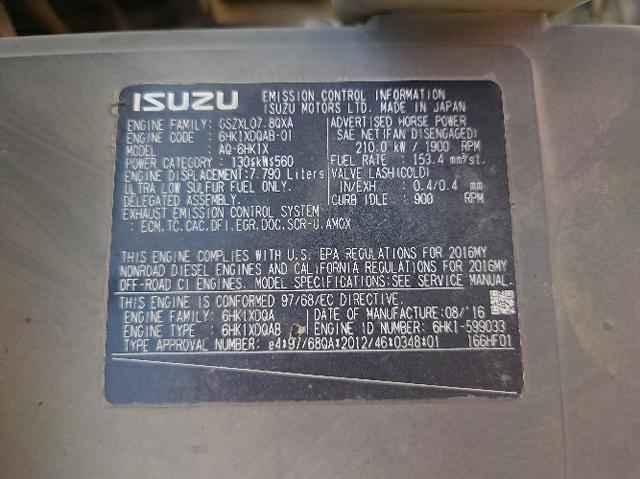 ISUZU EMISSION CONTROL INFORMATION
ISUZU MOTORS LTD. MADE IN JAPAN
ENGINE FAMILY: GSZXL07.8QXA
ENGINE CODE : 6HK1XDQAB-01
MODEL : AQ-6HK1X
POWER CATEGORY : 130≤kW≤560
ENGINE DISPLACEMENT:7.790 Liters
ULTRA LOW SULFUR FUEL ONLY.
DELEGATED ASSEMBLY.
EXHAUST EMISSION CONTROL SYSTEM
: ECM,TC,CAC,DFI,EGR,DOC,SCR-U,AMOX
ADVERTISED HORSE POWER
SAE NET(FAN DISENGAGED)
210.0 kW / 1900 RPM
FUEL RATE : 153.4 mm³/st.
VALVE LASH(COLD)
IN/EXH : 0.4/0.4 mm
CURB IDLE : 900 RPM
THIS ENGINE COMPLIES WITH U.S. EPA REGULATIONS FOR 2016MY
NONROAD DIESEL ENGINES AND CALIFORNIA REGULATIONS FOR 2016MY
OFF-ROAD CI ENGINES. MODEL SPECIFICATIONS:SEE SERVICE MANUAL.
THIS ENGINE IS CONFORMED 97/68/EC DIRECTIVE.
ENGINE FAMILY : 6HK1XDQA DATE OF MANUFACTURE:08/'16
ENGINE TYPE : 6HK1XDQAB ENGINE ID NUMBER: 6HK1-599033
TYPE APPROVAL NUMBER: e4*97/68QA*2012/46*0348*01 166HF01